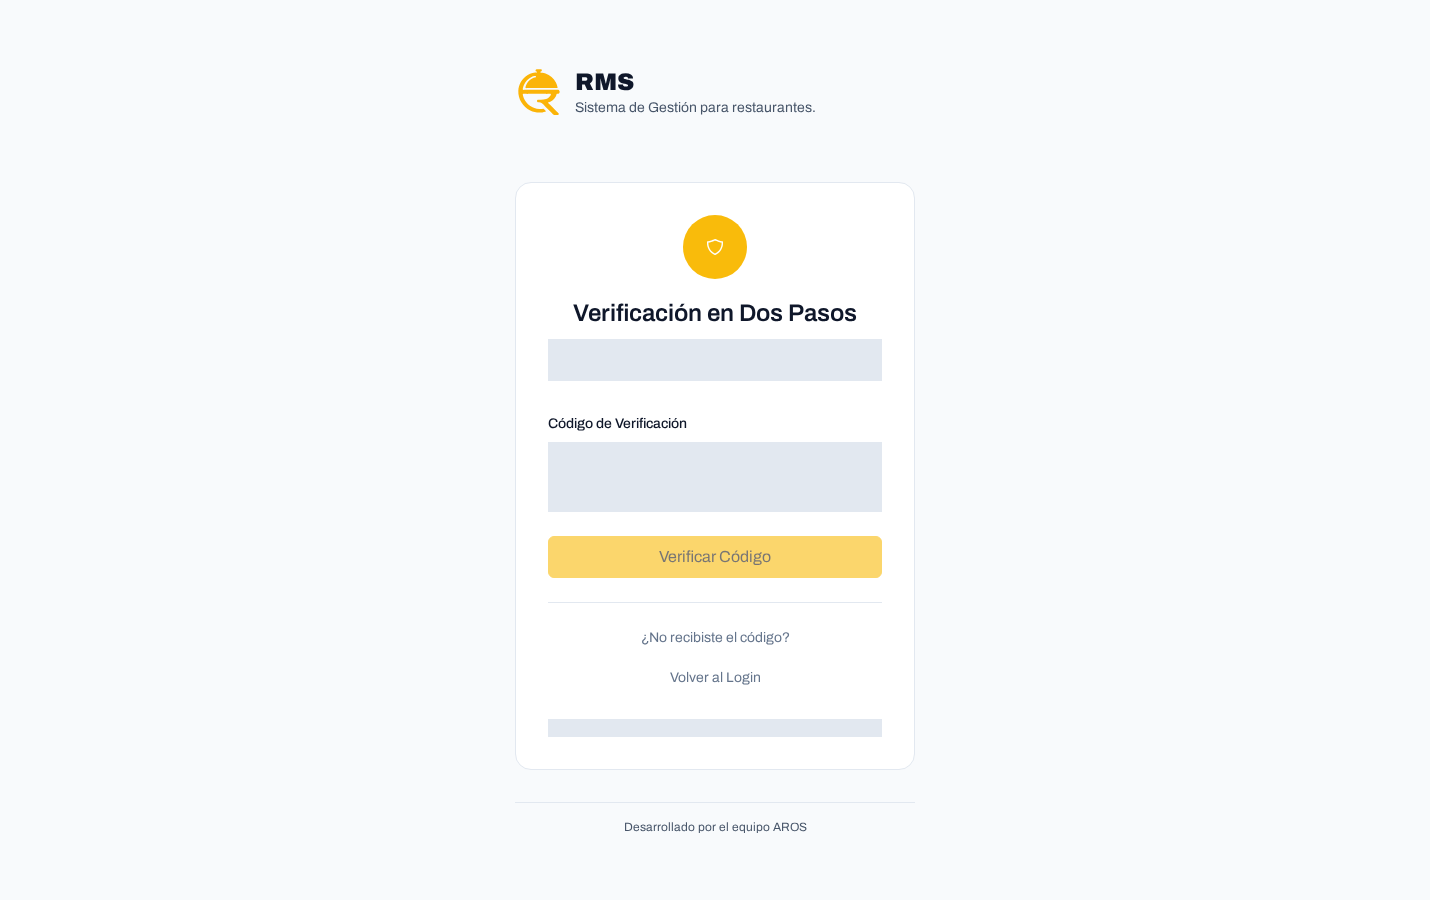 RMS
Sistema de Gestión para restaurantes.
Verificación en Dos Pasos
Código de Verificación
Verificar Código
¿No recibiste el código?
Volver al Login
Desarrollado por el equipo AROS